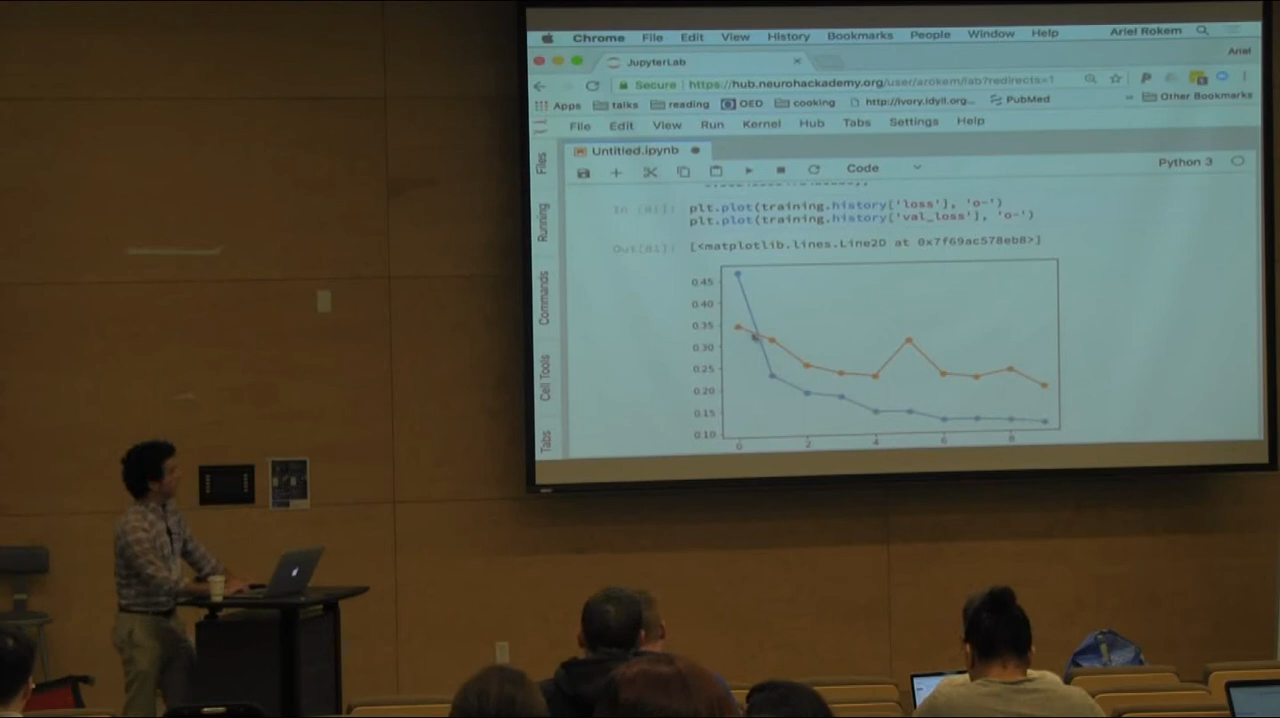 Chrome File Edit View History Bookmarks People Window Help Ariel Rokem
JupyterLab Ariel
Secure https://hub.neurohackademy.org/user/arokem/lab?redirects=1
Apps talks reading OED cooking http://ivory.idyll.org... PubMed Other Bookmarks
File Edit View Run Kernel Hub Tabs Settings Help
Untitled.ipynb
Code Python 3
Files
Running
Commands
Cell Tools
Tabs
In [81]: plt.plot(training.history['loss'], 'o-')
plt.plot(training.history['val_loss'], 'o-')
Out[81]: [<matplotlib.lines.Line2D at 0x7f69ac578eb8>]
0.45
0.40
0.35
0.30
0.25
0.20
0.15
0.10
0 2 4 6 8